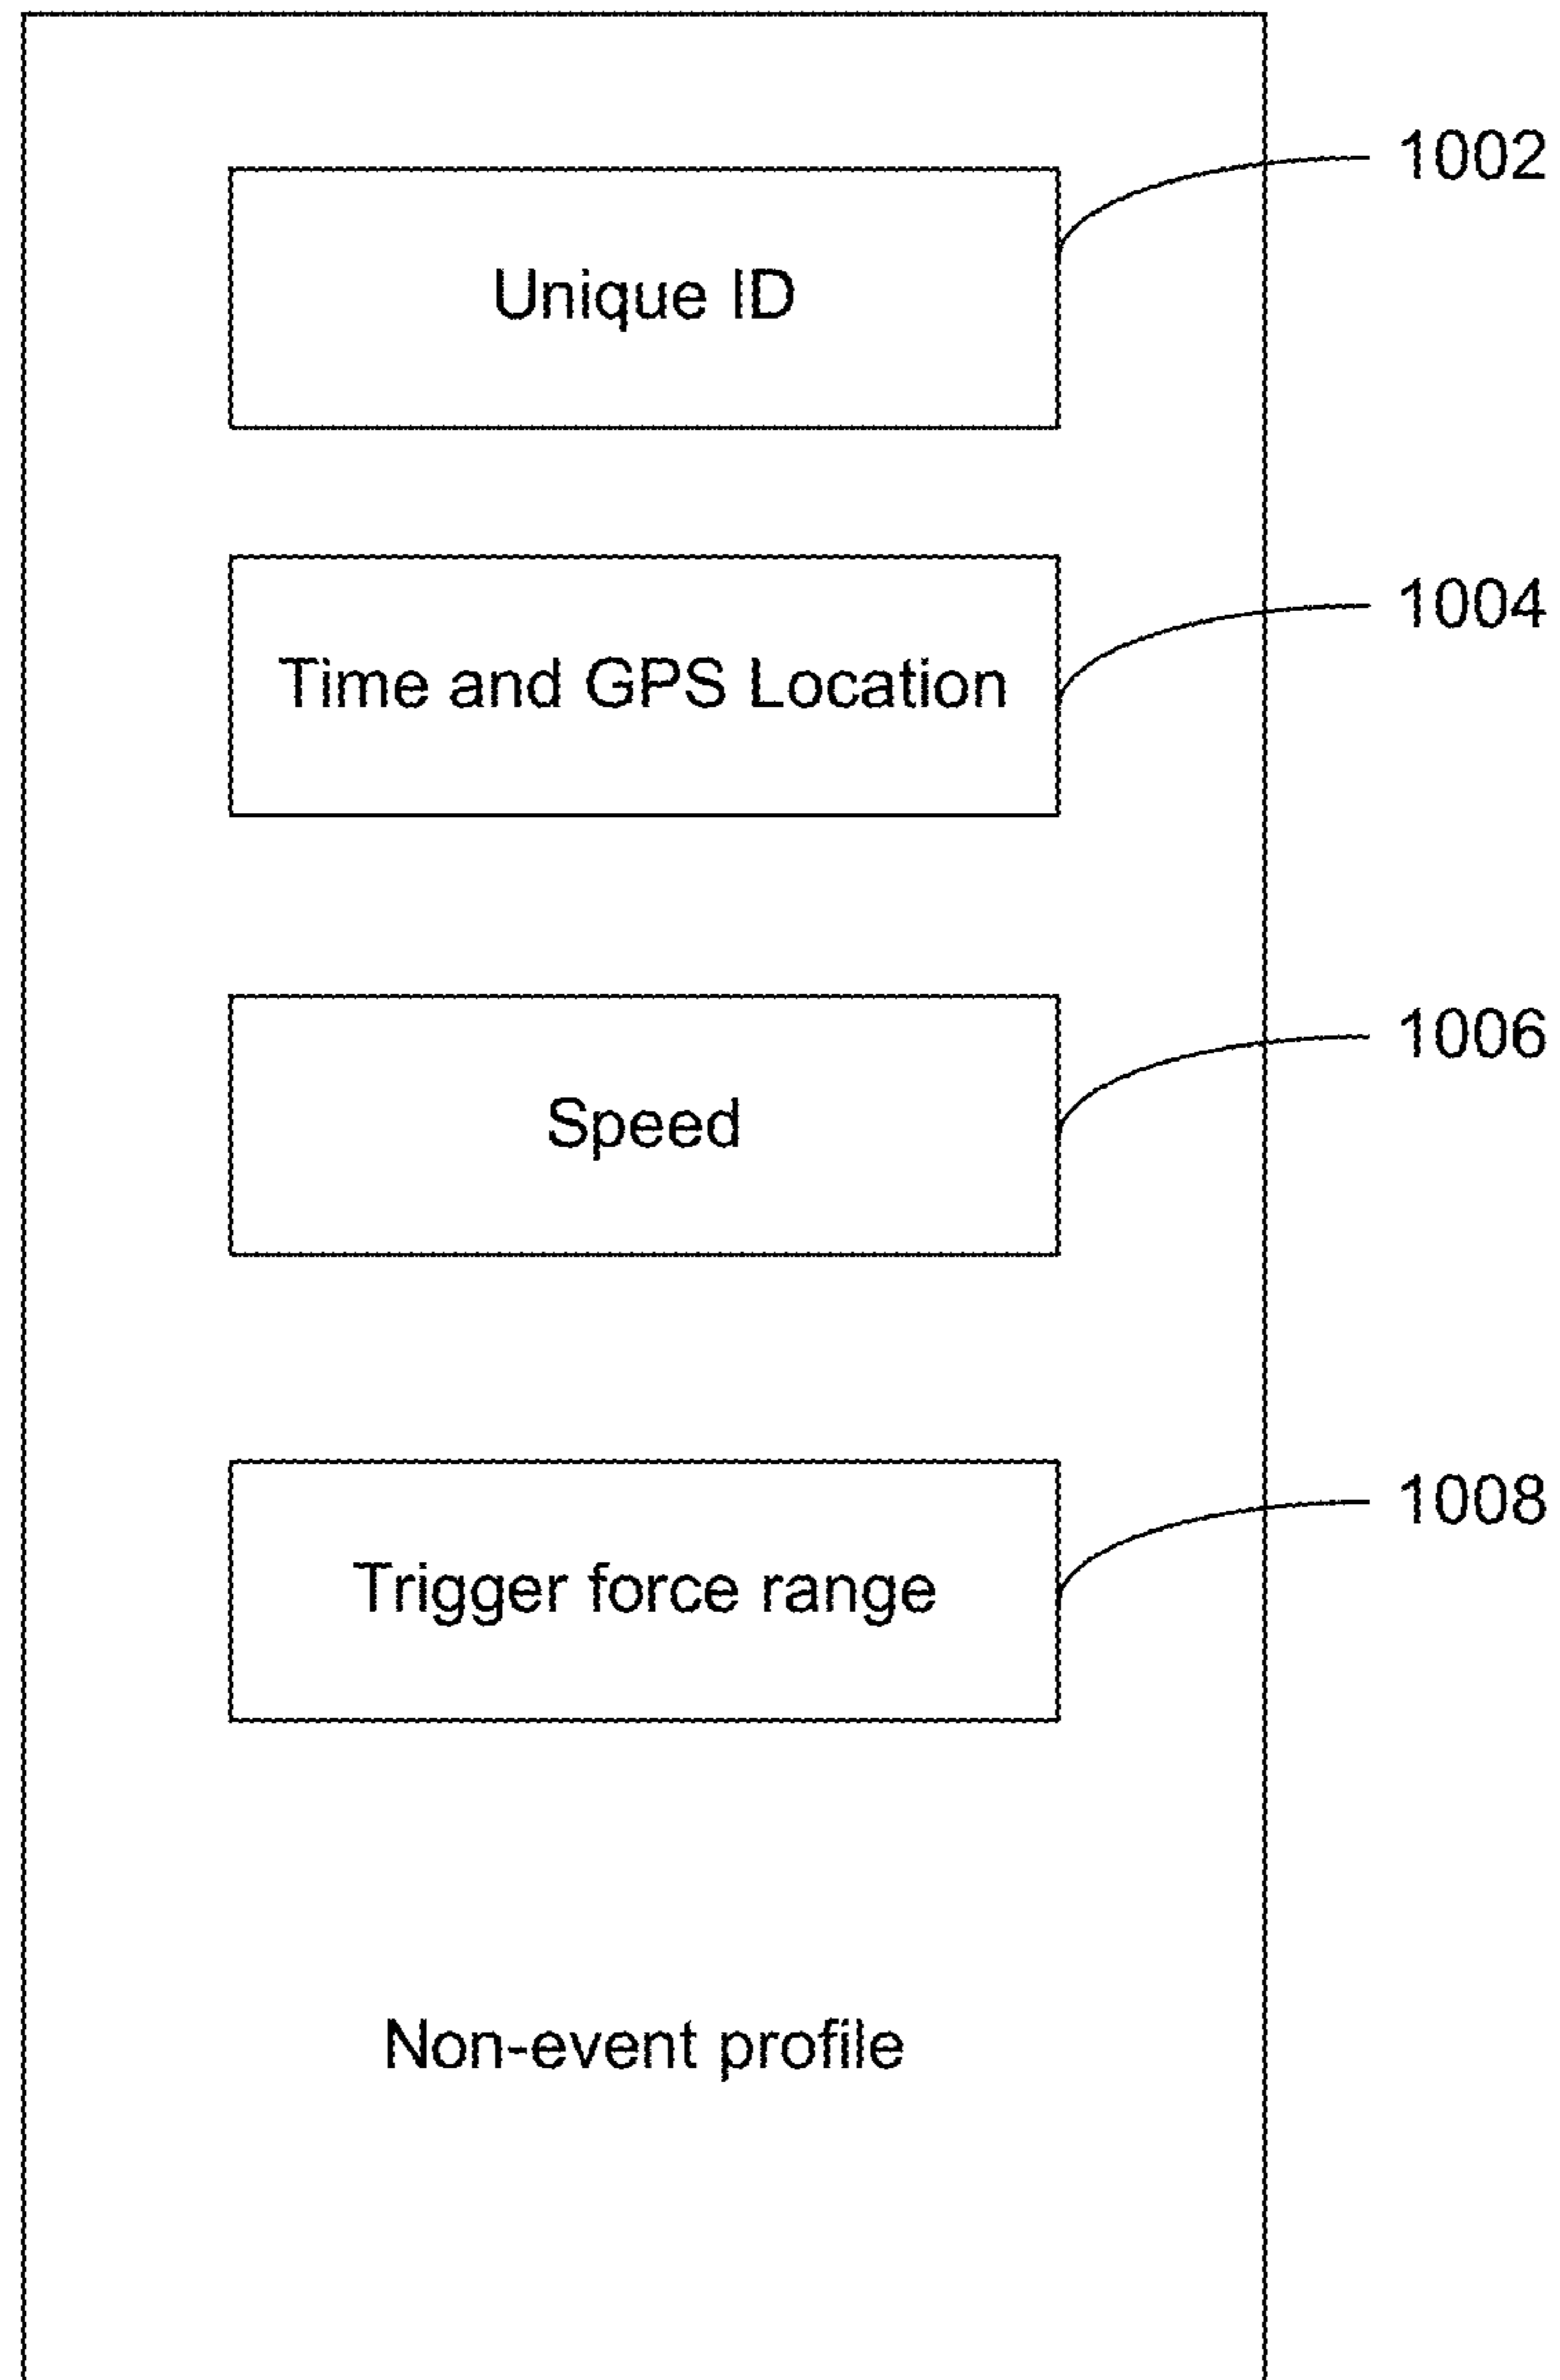 1002
Unique ID
1004
Time and GPS Location
1006
Speed
1008
Trigger force range
Non-event profile